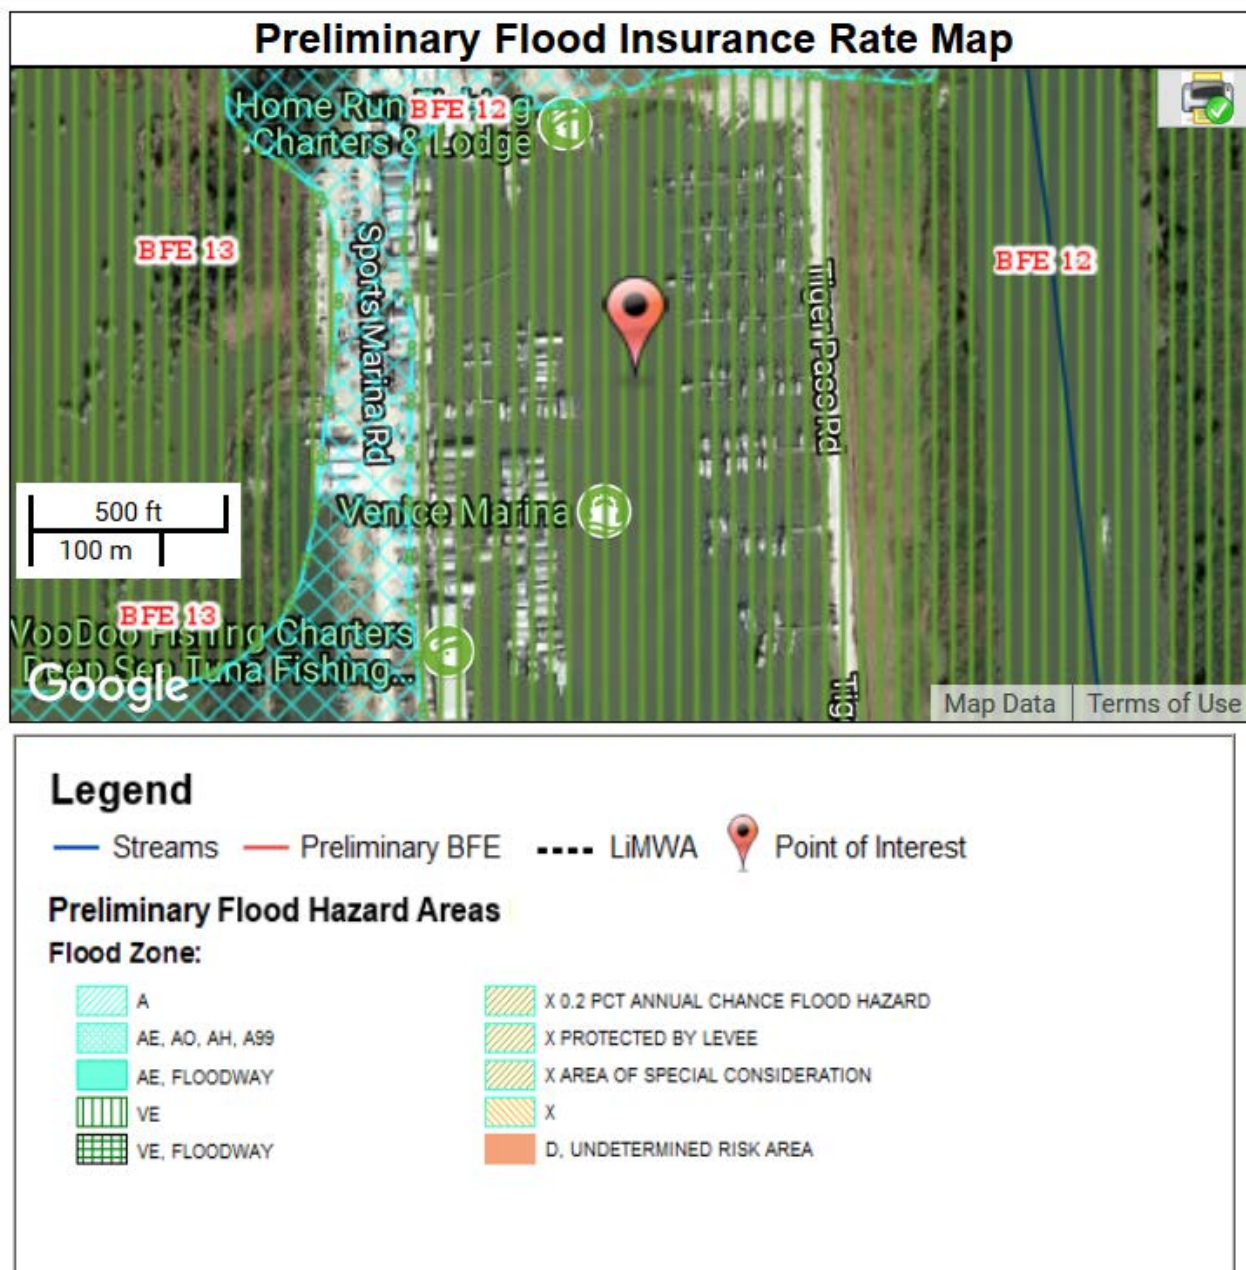 Preliminary Flood Insurance Rate Map
Home Run
BFE 12
Charters & Lodge
BFE 13
Sports Marina Rd
Tiger Pass Rd
BFE 12
500 ft
100 m
Venice Marina
BFE 13
VooDoo Fishing Charters
Deep Sea Tuna Fishing...
Google
Tig
Map Data
Terms of Use
Legend
Streams
Preliminary BFE
LiMWA
Point of Interest
Preliminary Flood Hazard Areas
Flood Zone:
A
AE, AO, AH, A99
AE, FLOODWAY
VE
VE, FLOODWAY
X 0.2 PCT ANNUAL CHANCE FLOOD HAZARD
X PROTECTED BY LEVEE
X AREA OF SPECIAL CONSIDERATION
X
D, UNDETERMINED RISK AREA